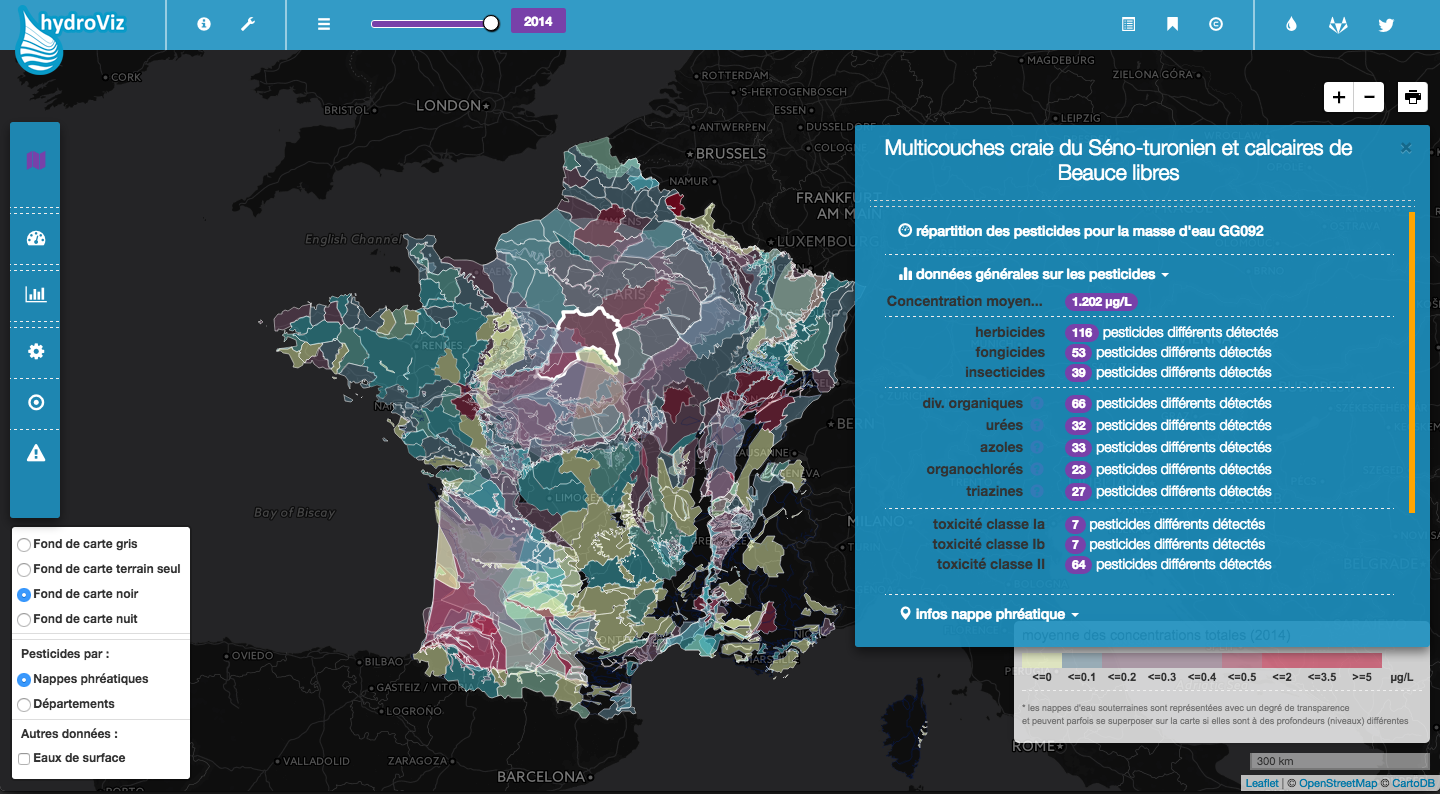 hydroViz
2014
CORK
BRISTOL
LONDON
ROTTERDAM
'S-HERTOGENBOSCH
ESSEN
ANTWERPEN
DUSSELDORF
BRUSSELS
COLOGNE
NAMUR
MAGDEBURG
ZIELONA GÓRA
LEIPZIG
FRANKFURT
AM MAIN
LUXEMBOURG
English Channel
AMIENS
PARIS
RENNES
BERN
LAUSANNE
GENEVA
LIMOGES
MILANO
TURIN
Bay of Biscay
MARSEILLE
OVIEDO
BILBAO
GASTEIZ / VITORIA
LOGROÑO
VALLADOLID
ZARAGOZA
BARCELONA
PORTO
BELGRADE
ROME
+
−
Multicouches craie du Séno-turonien et calcaires de
Beauce libres
×
répartition des pesticides pour la masse d'eau GG092
données générales sur les pesticides
Concentration moyen... 1.202 µg/L
herbicides 116 pesticides différents détectés
fongicides 53 pesticides différents détectés
insecticides 39 pesticides différents détectés
div. organiques 66 pesticides différents détectés
urées 32 pesticides différents détectés
azoles 33 pesticides différents détectés
organochlorés 23 pesticides différents détectés
triazines 27 pesticides différents détectés
toxicité classe Ia 7 pesticides différents détectés
toxicité classe Ib 7 pesticides différents détectés
toxicité classe II 64 pesticides différents détectés
infos nappe phréatique
Fond de carte gris
Fond de carte terrain seul
Fond de carte noir
Fond de carte nuit
Pesticides par :
Nappes phréatiques
Départements
Autres données :
Eaux de surface
moyenne des concentrations totales (2014)
<=0 <=0.1 <=0.2 <=0.3 <=0.4 <=0.5 <=2 <=3.5 >=5 µg/L
* les nappes d'eau souterraines sont représentées avec un degré de transparence
et peuvent parfois se superposer sur la carte si elles sont à des profondeurs (niveaux) différentes
300 km
Leaflet | © OpenStreetMap © CartoDB